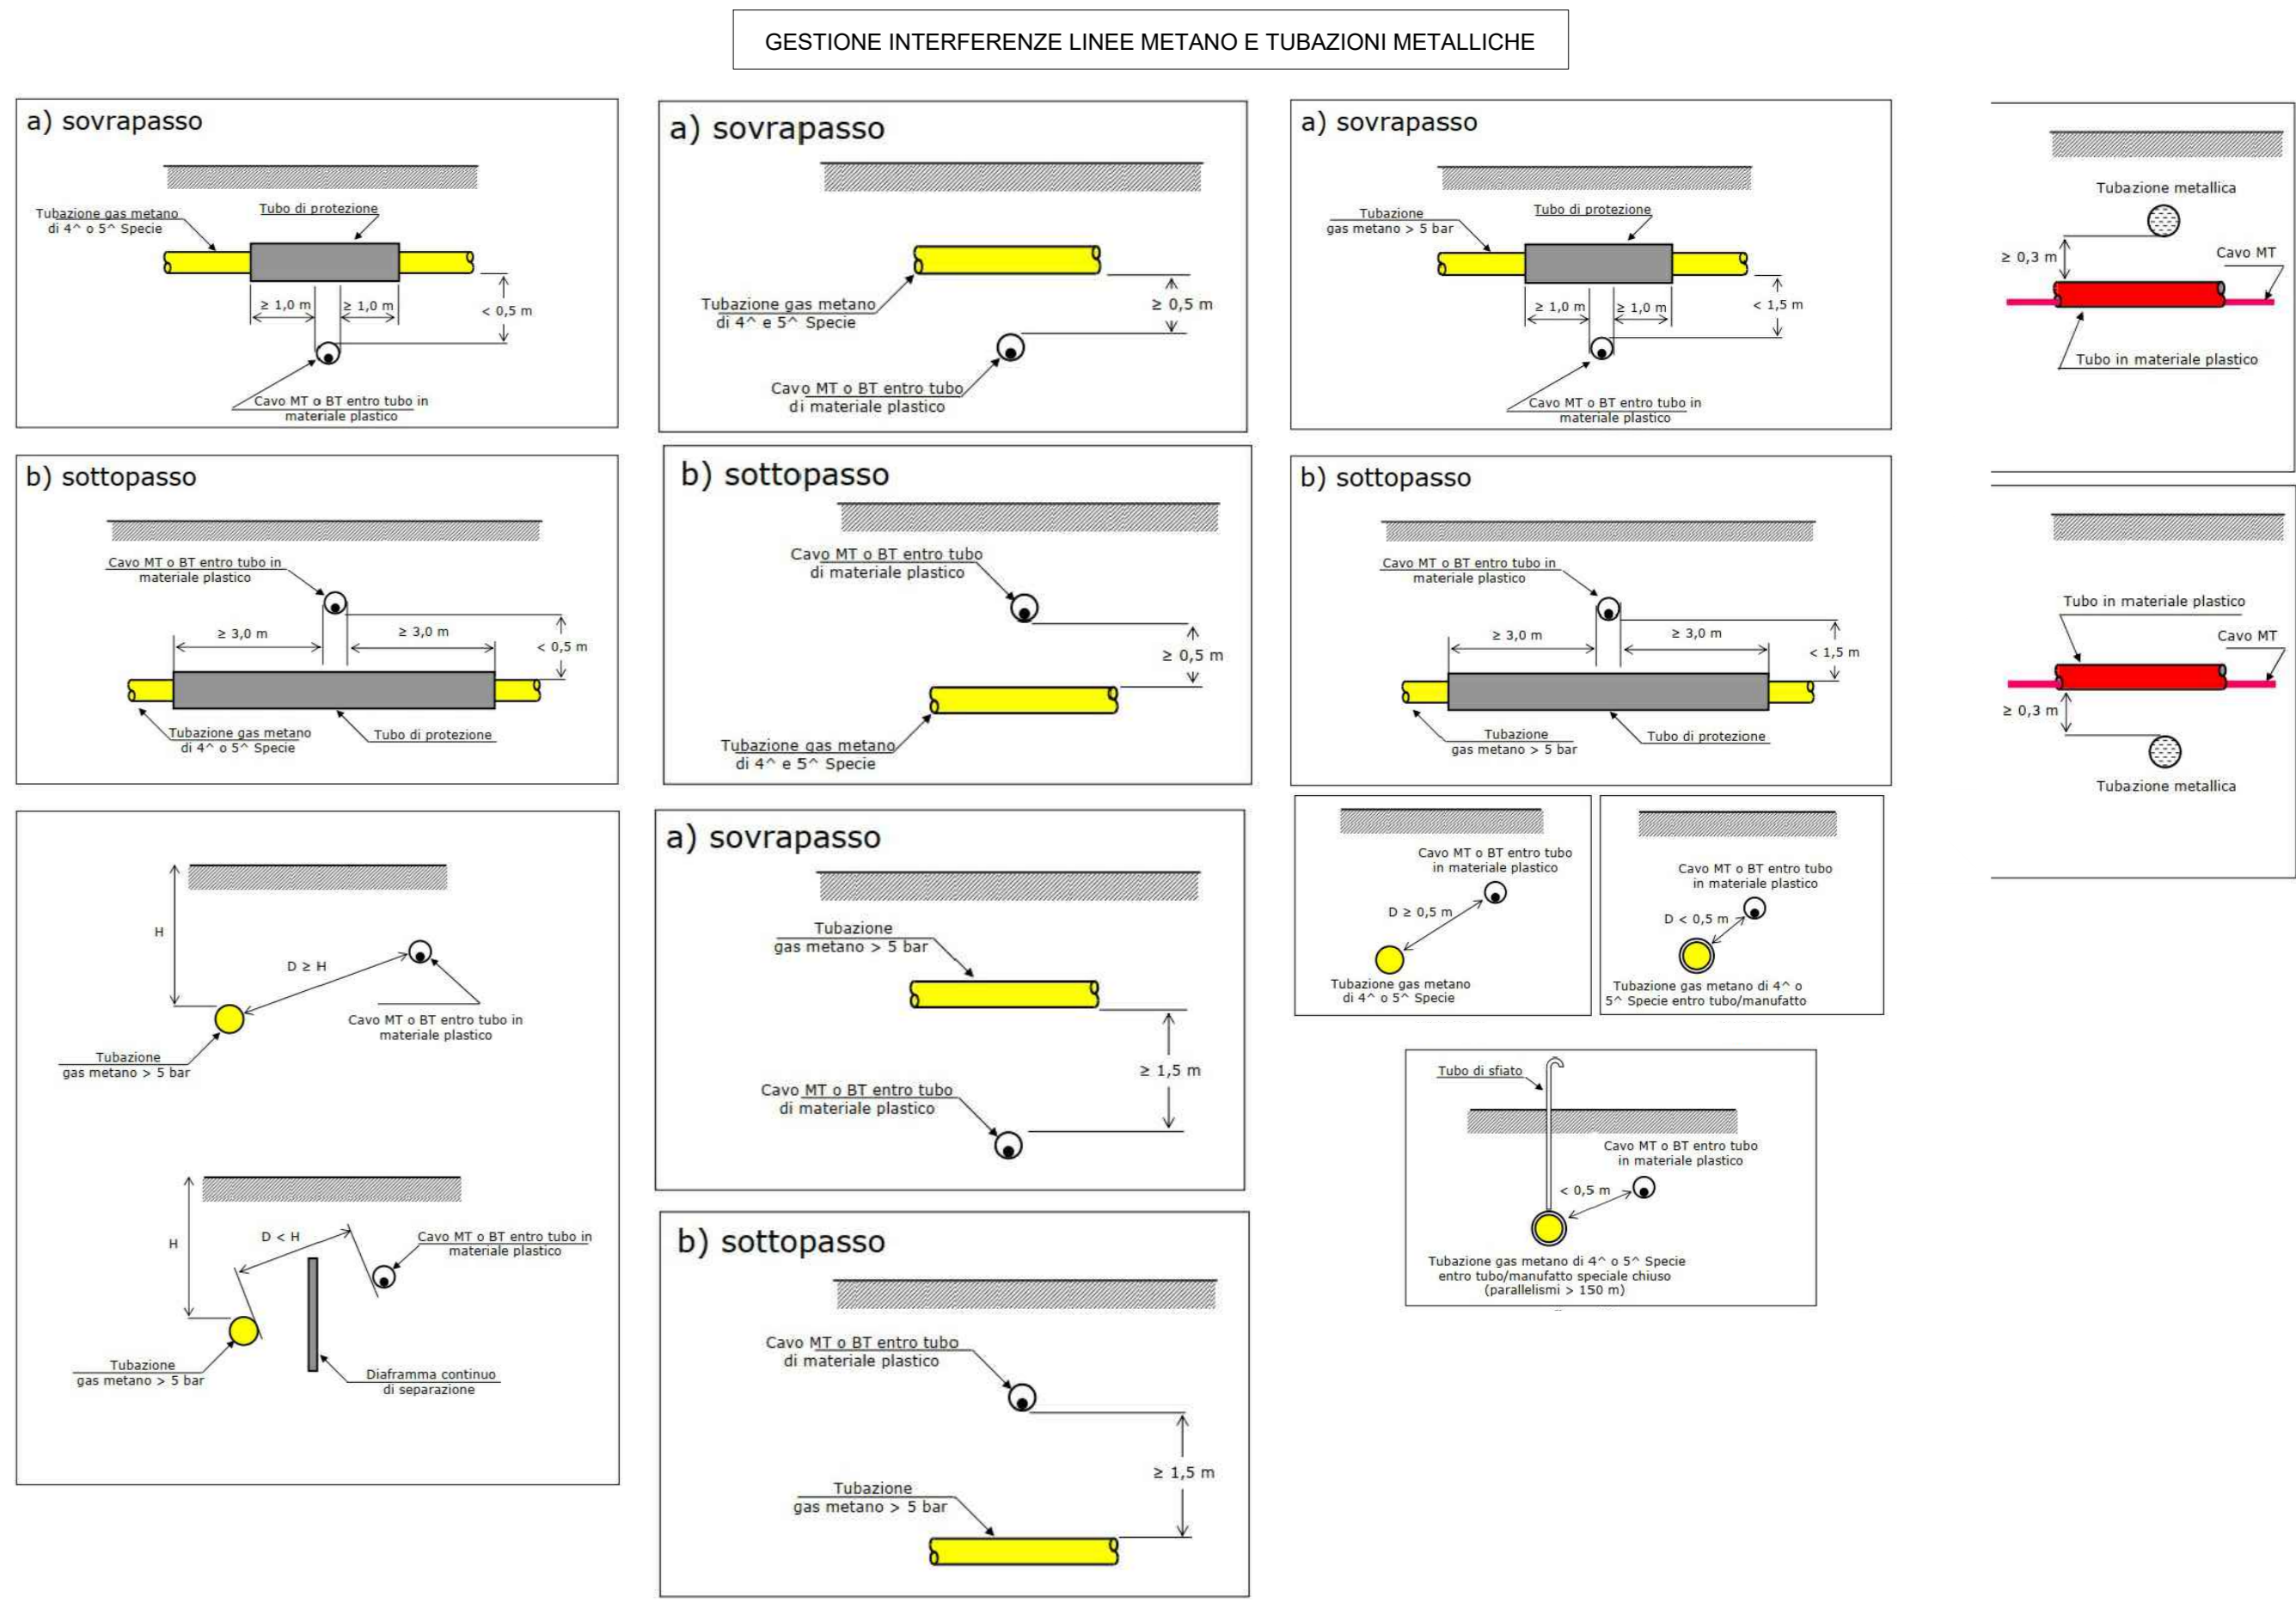 GESTIONE INTERFERENZE LINEE METANO E TUBAZIONI METALLICHE
a) sovrapasso
Tubazione gas metano
di 4^ o 5^ Specie
Tubo di protezione
≥ 1,0 m
≥ 1,0 m
< 0,5 m
Cavo MT o BT entro tubo in
materiale plastico
b) sottopasso
Cavo MT o BT entro tubo in
materiale plastico
≥ 3,0 m
≥ 3,0 m
< 0,5 m
Tubazione gas metano
di 4^ o 5^ Specie
Tubo di protezione
H
D ≥ H
Cavo MT o BT entro tubo in
materiale plastico
Tubazione
gas metano > 5 bar
H
D < H
Cavo MT o BT entro tubo in
materiale plastico
Tubazione
gas metano > 5 bar
Diaframma continuo
di separazione
a) sovrapasso
Tubazione gas metano
di 4^ e 5^ Specie
≥ 0,5 m
Cavo MT o BT entro tubo
di materiale plastico
b) sottopasso
Cavo MT o BT entro tubo
di materiale plastico
≥ 0,5 m
Tubazione gas metano
di 4^ e 5^ Specie
a) sovrapasso
Tubazione
gas metano > 5 bar
≥ 1,5 m
Cavo MT o BT entro tubo
di materiale plastico
b) sottopasso
Cavo MT o BT entro tubo
di materiale plastico
≥ 1,5 m
Tubazione
gas metano > 5 bar
a) sovrapasso
Tubazione
gas metano > 5 bar
Tubo di protezione
≥ 1,0 m
≥ 1,0 m
< 1,5 m
Cavo MT o BT entro tubo in
materiale plastico
b) sottopasso
Cavo MT o BT entro tubo in
materiale plastico
≥ 3,0 m
≥ 3,0 m
< 1,5 m
Tubazione
gas metano > 5 bar
Tubo di protezione
Cavo MT o BT entro tubo
in materiale plastico
D ≥ 0,5 m
Tubazione gas metano
di 4^ o 5^ Specie
Cavo MT o BT entro tubo
in materiale plastico
D < 0,5 m
Tubazione gas metano di 4^ o
5^ Specie entro tubo/manufatto
Tubo di sfiato
Cavo MT o BT entro tubo
in materiale plastico
< 0,5 m
Tubazione gas metano di 4^ o 5^ Specie
entro tubo/manufatto speciale chiuso
(parallelismi > 150 m)
Tubazione metallica
≥ 0,3 m
Cavo MT
Tubo in materiale plastico
Tubo in materiale plastico
Cavo MT
≥ 0,3 m
Tubazione metallica